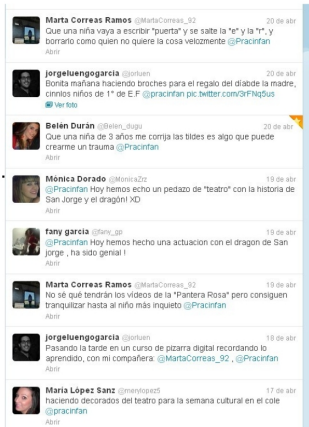 Marta Correas Ramos @MartaCorreas_92 20 de abr
Que una niña vaya a escribir "puerta" y se salte la "e" y la "r", y
borrarlo como quien no quiere la cosa velozmente @Pracinfan
Abrir
jorgeluengogarcia @jorluen 20 de abr
Bonita mañana haciendo broches para el regalo del díabde la madre,
cinnlos niños de 1° de E.F @pracinfan pic.twitter.com/3rFNq5us
Ver foto
Belén Durán @Belen_dugu 20 de abr
Que una niña de 3 años me corrija las tildes es algo que puede
crearme un trauma @Pracinfan
Abrir
Mónica Dorado @MonicaZrz 19 de abr
@Pracinfan Hoy hemos echo un pedazo de "teatro" con la historia de
San Jorge y el dragón! XD
Abrir
fany garcia @fany_gp 19 de abr
@Pracinfan Hoy hemos hecho una actuacion con el dragon de San
jorge , ha sido genial !
Abrir
Marta Correas Ramos @MartaCorreas_92 19 de abr
No sé qué tendrán los vídeos de la "Pantera Rosa" pero consiguen
tranquilizar hasta al niño más inquieto @Pracinfan
Abrir
jorgeluengogarcia @jorluen 18 de abr
Pasando la tarde en un curso de pizarra digital recordando lo
aprendido, con mi compañera: @MartaCorreas_92 , @Pracinfan
Abrir
María López Sanz @merylopez5 17 de abr
haciendo decorados del teatro para la semana cultural en el cole
@pracinfan
Abrir